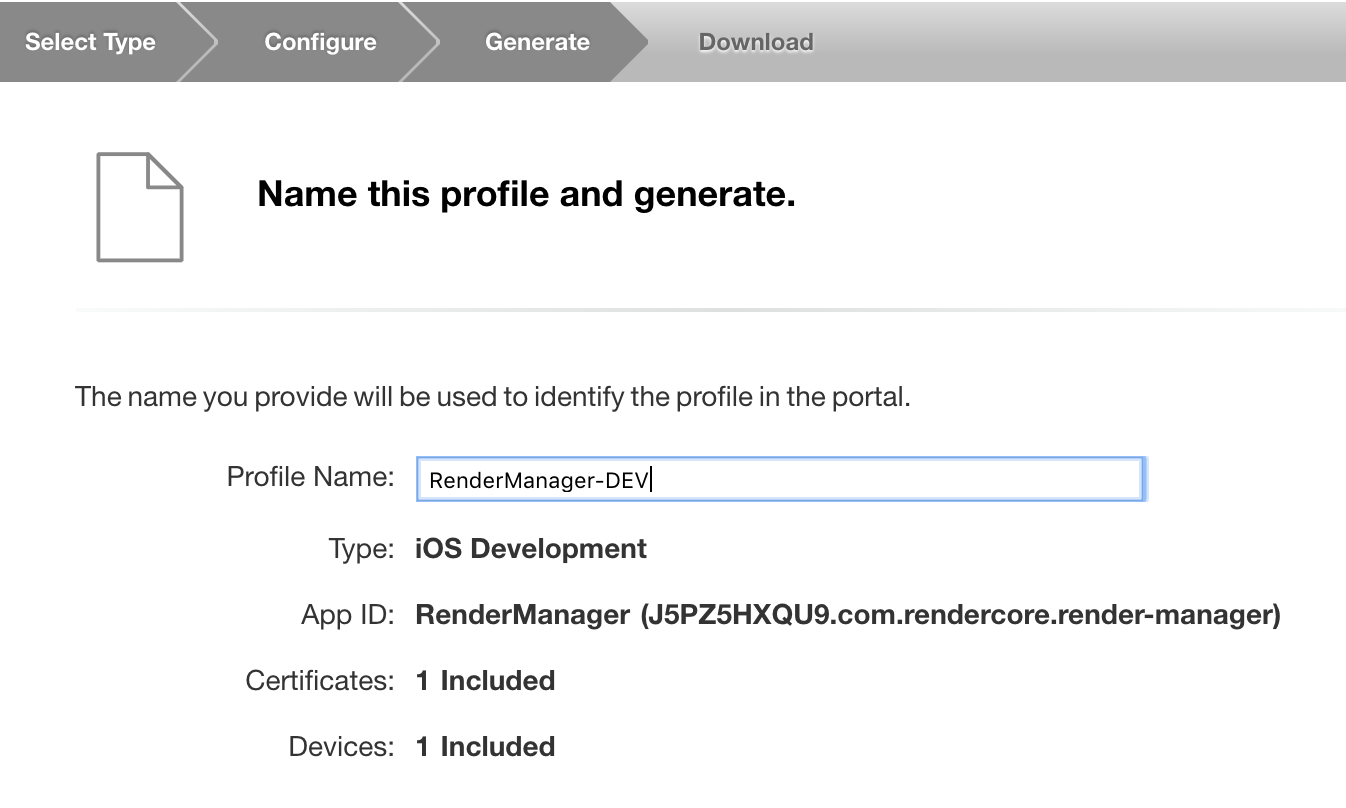 Select Type Configure Generate Download
Name this profile and generate.
The name you provide will be used to identify the profile in the portal.
Profile Name: RenderManager-DEV
Type: iOS Development
App ID: RenderManager (J5PZ5HXQU9.com.rendercore.render-manager)
Certificates: 1 Included
Devices: 1 Included